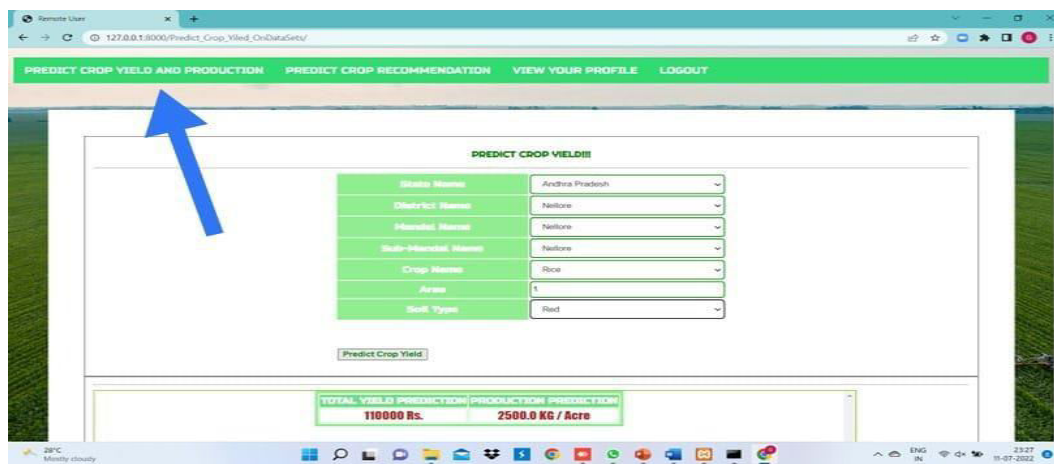 Remote User
127.0.0.1:8000/Predict_Crop_Yiled_OnDataSets/
PREDICT CROP YIELD AND PRODUCTION PREDICT CROP RECOMMENDATION VIEW YOUR PROFILE LOGOUT
PREDICT CROP YIELD!!!
State Name Andhra Pradesh
District Name Nellore
Mandal Name Nellore
Sub-Mandal Name Nellore
Crop Name Rice
Area 1
Soil Type Red
Predict Crop Yield
TOTAL YIELD PREDICTION PRODUCTION PREDICTION
110000 Rs. 2500.0 KG / Acre
28°C
Mostly cloudy
ENG
IN
23:27
11-07-2022